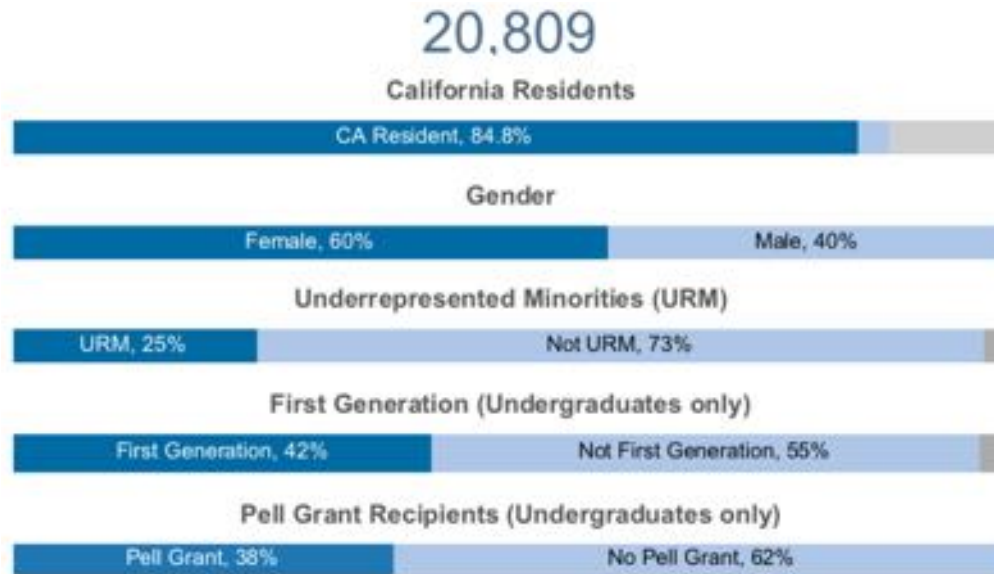 20,809
California Residents
CA Resident, 84.8%
Gender
Female, 60%
Male, 40%
Underrepresented Minorities (URM)
URM, 25%
Not URM, 73%
First Generation (Undergraduates only)
First Generation, 42%
Not First Generation, 55%
Pell Grant Recipients (Undergraduates only)
Pell Grant, 38%
No Pell Grant, 62%